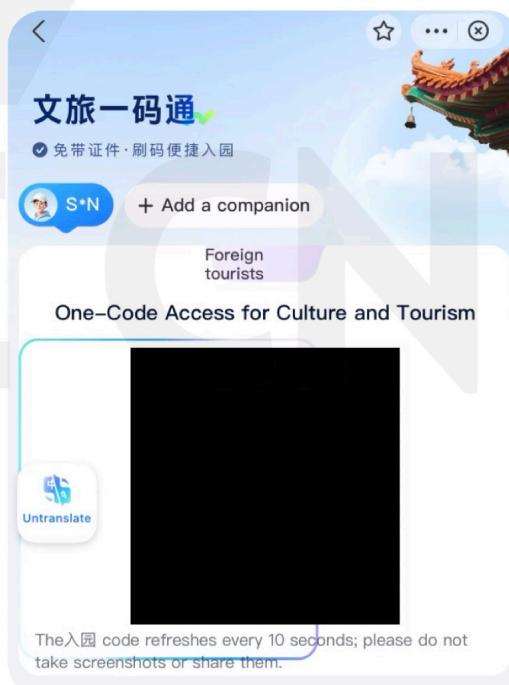 文旅一码通
免带证件·刷码便捷入园
S*N
+ Add a companion
Foreign
tourists
One-Code Access for Culture and Tourism
Untranslate
The入园 code refreshes every 10 seconds; please do not
take screenshots or share them.
CN